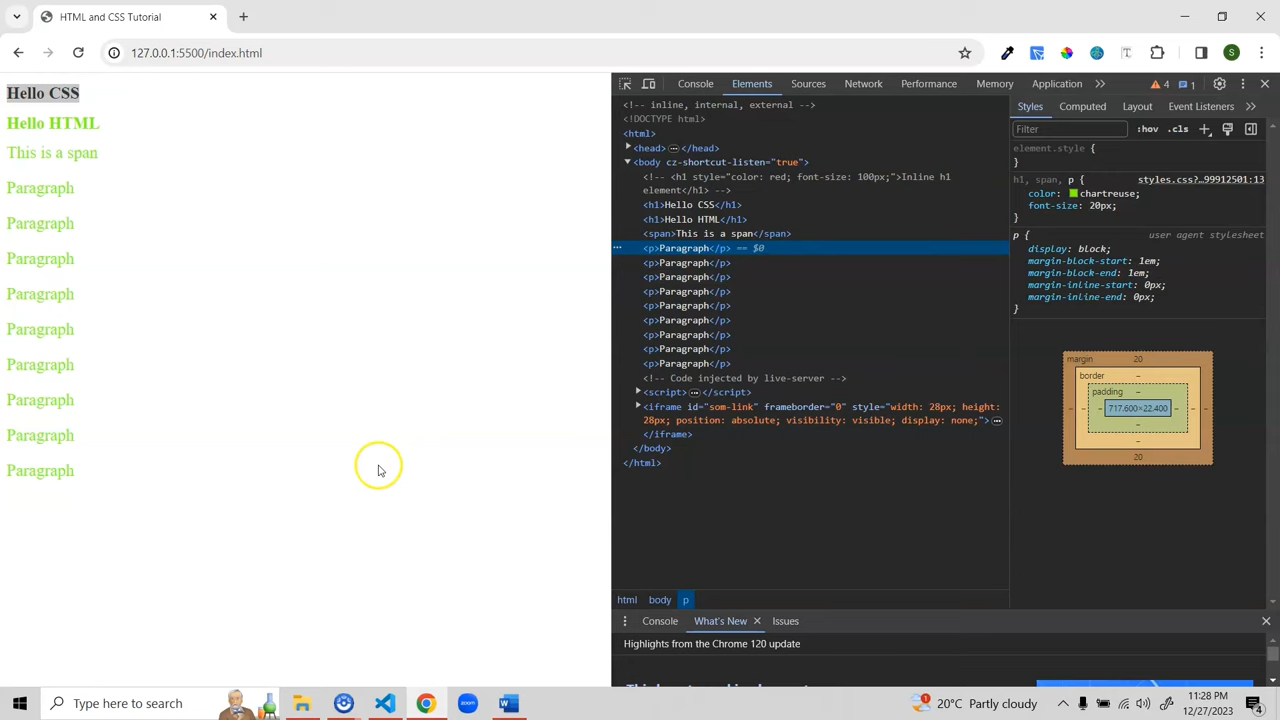 HTML and CSS Tutorial
127.0.0.1:5500/index.html
S
Hello CSS
Hello HTML
This is a span
Paragraph
Paragraph
Paragraph
Paragraph
Paragraph
Paragraph
Paragraph
Paragraph
Paragraph
Console Elements Sources Network Performance Memory Application 4 1
<!-- inline, internal, external -->
<!DOCTYPE html>
<html>
<head> </head>
<body cz-shortcut-listen="true">
<!-- <h1 style="color: red; font-size: 100px;">Inline h1
element</h1> -->
<h1>Hello CSS</h1>
<h1>Hello HTML</h1>
<span>This is a span</span>
<p>Paragraph</p> == $0
<p>Paragraph</p>
<p>Paragraph</p>
<p>Paragraph</p>
<p>Paragraph</p>
<p>Paragraph</p>
<p>Paragraph</p>
<p>Paragraph</p>
<p>Paragraph</p>
<!-- Code injected by live-server -->
<script> </script>
<iframe id="som-link" frameborder="0" style="width: 28px; height:
28px; position: absolute; visibility: visible; display: none;">
</iframe>
</body>
</html>
html body p
Styles Computed Layout Event Listeners
Filter :hov .cls
element.style {
}
h1, span, p { styles.css?…99912501:13
color: chartreuse;
font-size: 20px;
}
p { user agent stylesheet
display: block;
margin-block-start: 1em;
margin-block-end: 1em;
margin-inline-start: 0px;
margin-inline-end: 0px;
}
margin 20
border –
padding –
– – – 717.600×22.400 – – –
–
–
20
Console What's New Issues
Highlights from the Chrome 120 update
Type here to search
zoom
1
20°C Partly cloudy
11:28 PM
12/27/2023
4